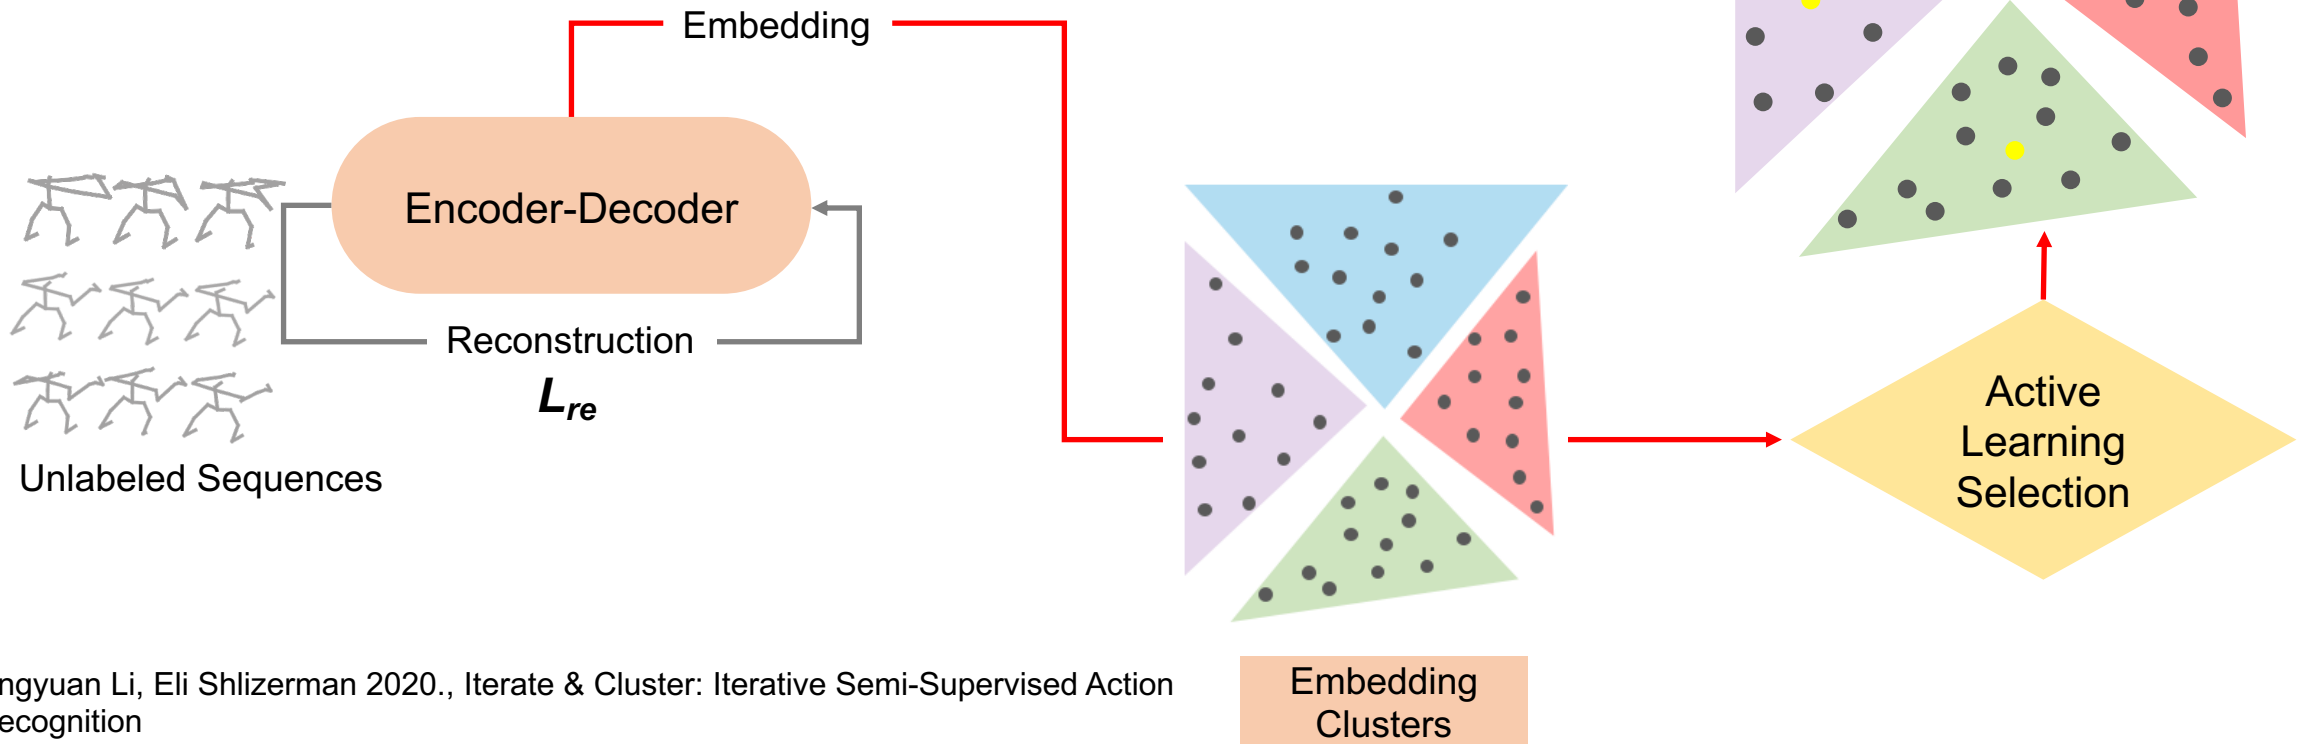 Embedding
Encoder-Decoder
Reconstruction
Lre
Unlabeled Sequences
Active
Learning
Selection
ngyuan Li, Eli Shlizerman 2020., Iterate & Cluster: Iterative Semi-Supervised Action
ecognition
Embedding
Clusters